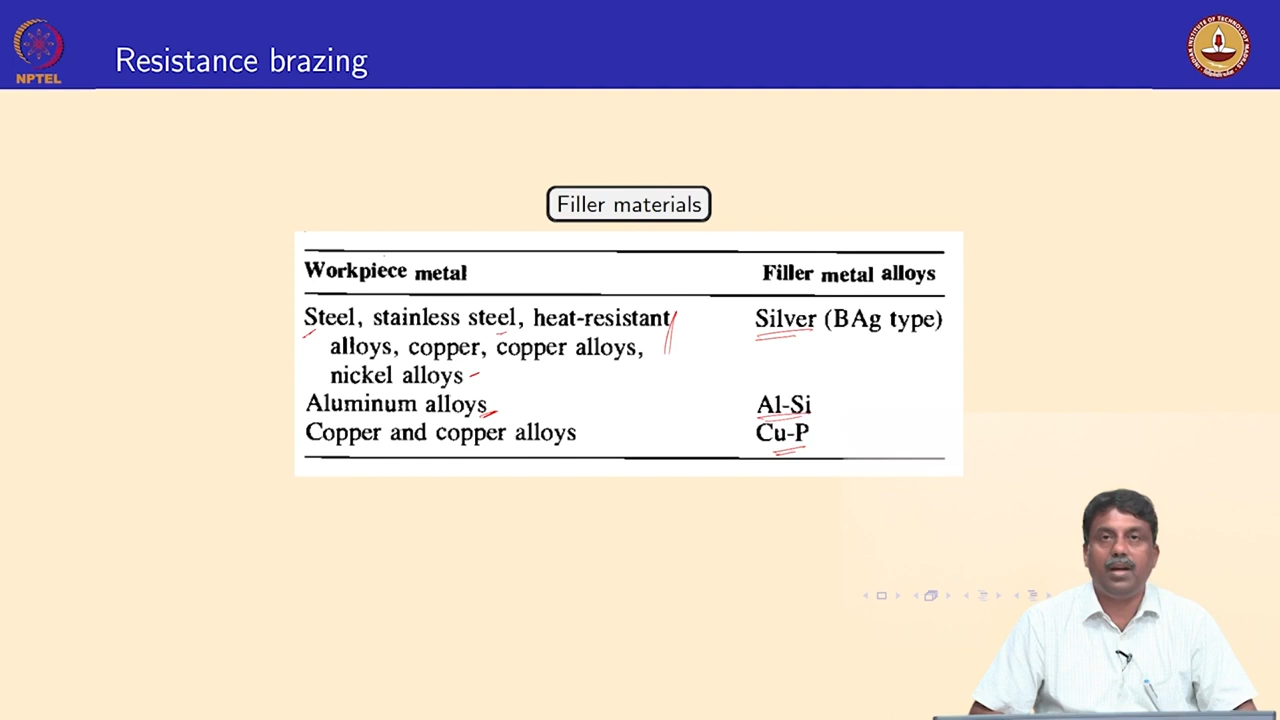 Resistance brazing
NPTEL
Filler materials
Workpiece metal Filler metal alloys
Steel, stainless steel, heat-resistant Silver (BAg type)
alloys, copper, copper alloys,
nickel alloys
Aluminum alloys Al-Si
Copper and copper alloys Cu-P